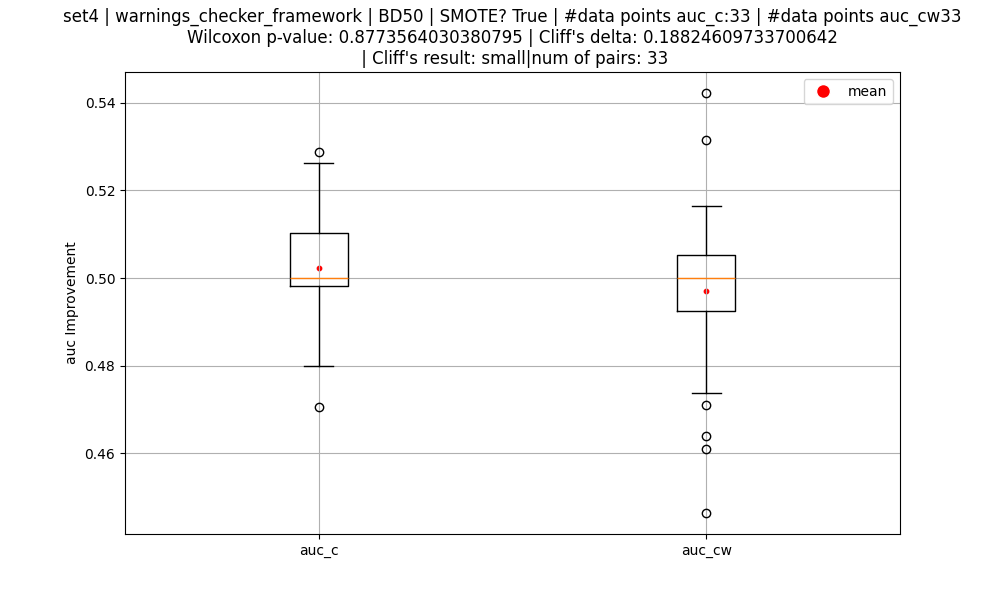 set4 | warnings_checker_framework | BD50 | SMOTE? True | #data points auc_c:33 | #data points auc_cw33
Wilcoxon p-value: 0.8773564030380795 | Cliff's delta: 0.18824609733700642
| Cliff's result: small|num of pairs: 33
mean
0.54
0.52
0.50
0.48
0.46
auc Improvement
auc_c
auc_cw